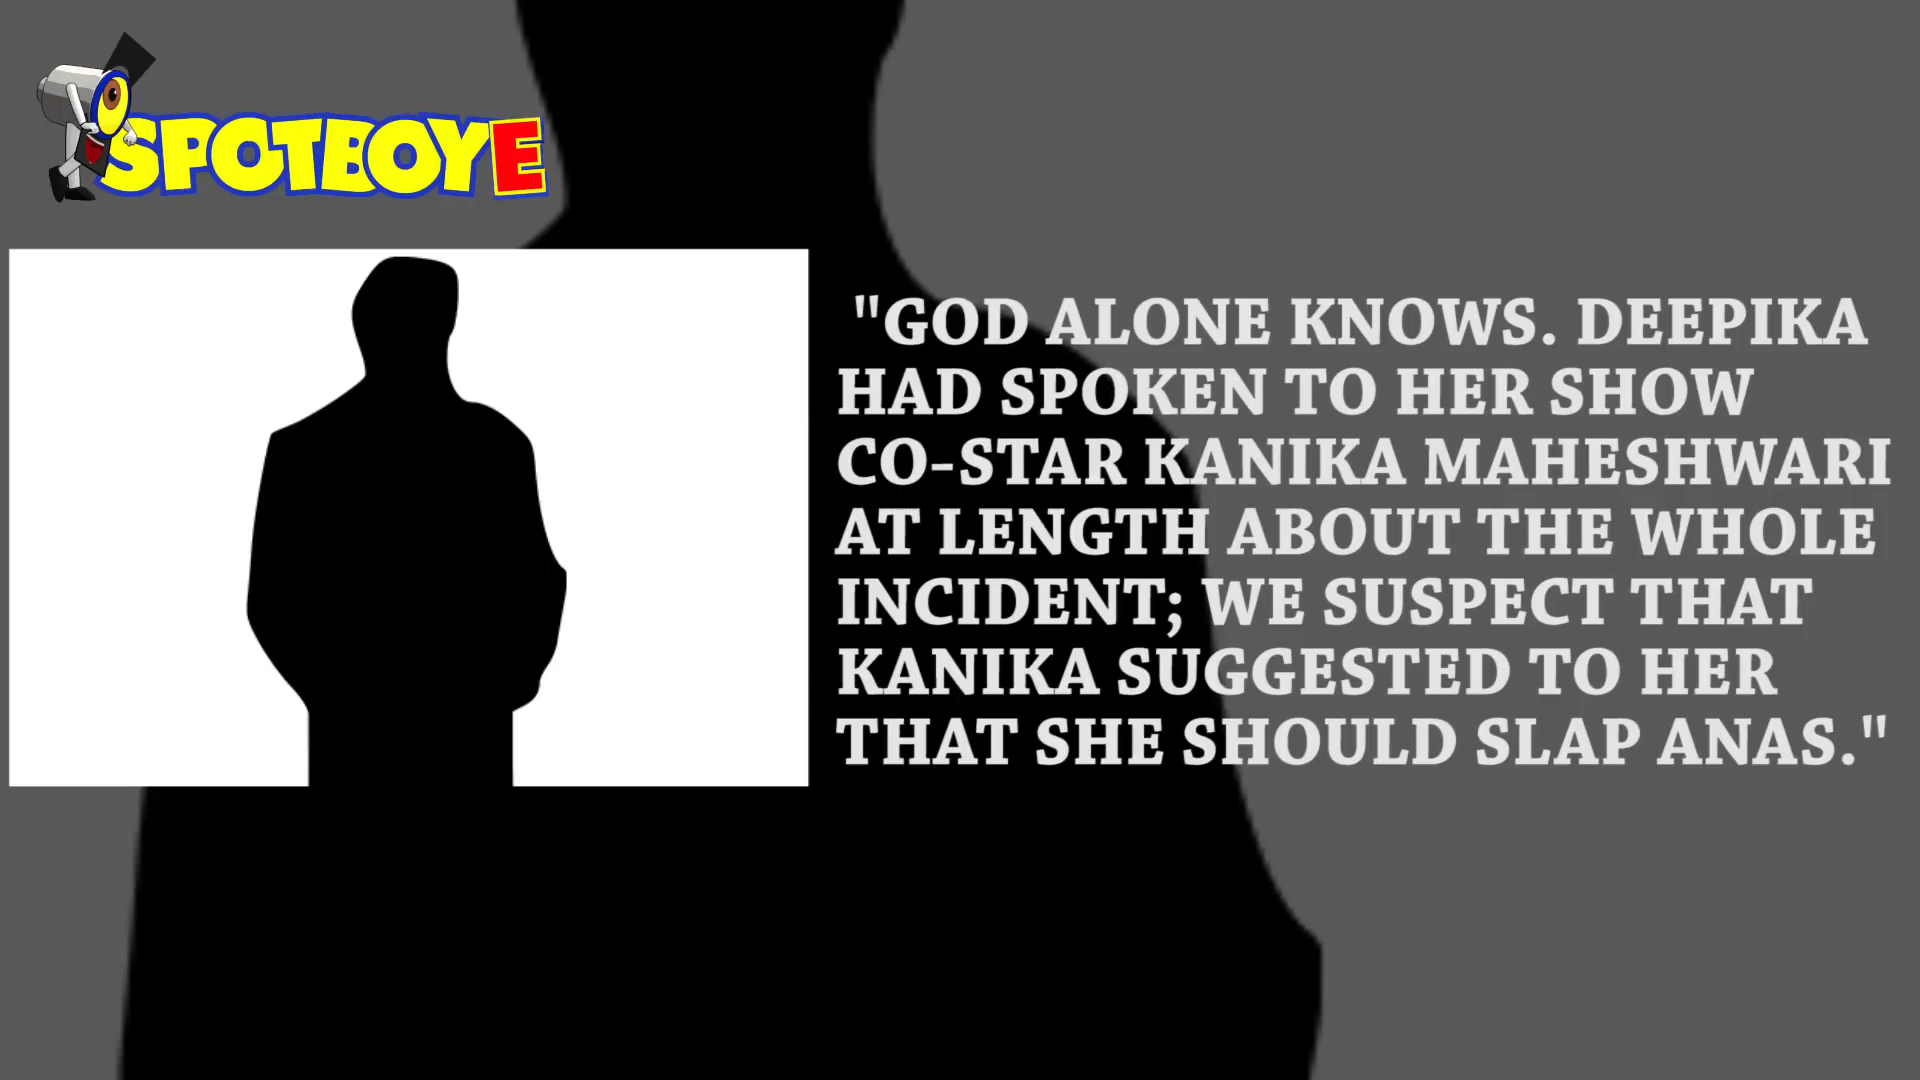 SPOTBOYE
"GOD ALONE KNOWS. DEEPIKA
HAD SPOKEN TO HER SHOW
CO-STAR KANIKA MAHESHWARI
AT LENGTH ABOUT THE WHOLE
INCIDENT; WE SUSPECT THAT
KANIKA SUGGESTED TO HER
THAT SHE SHOULD SLAP ANAS."